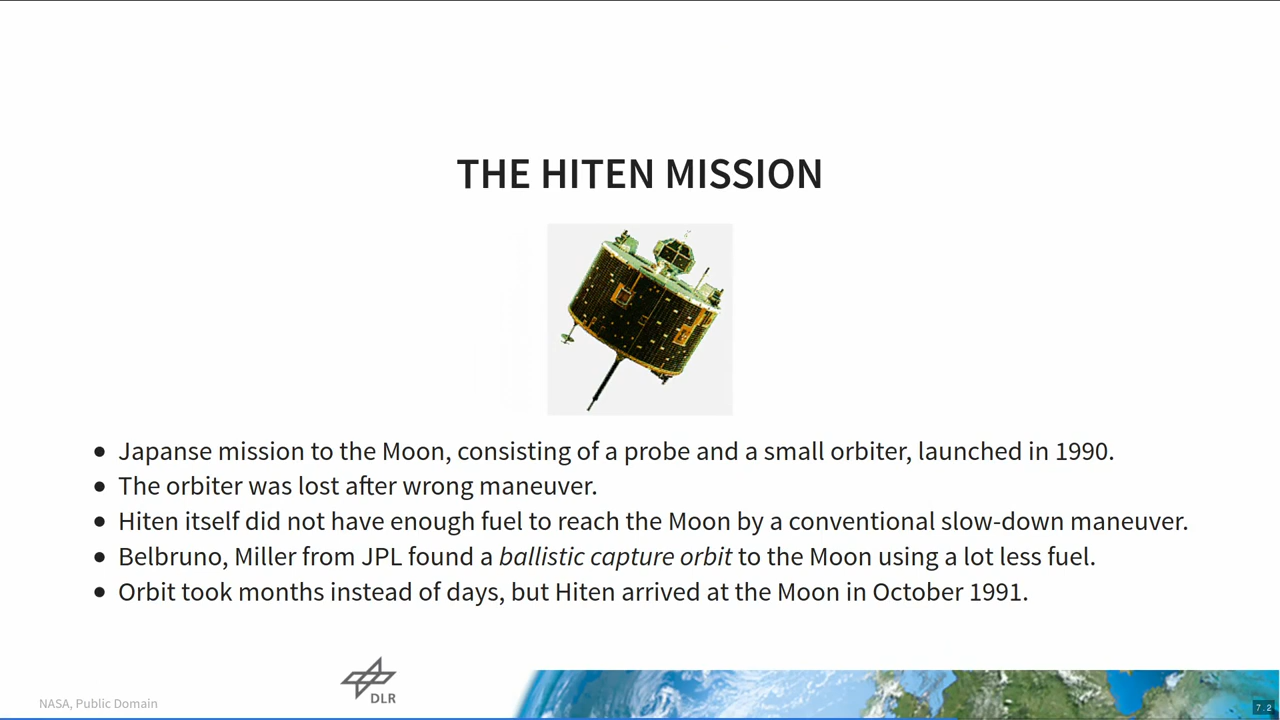 THE HITEN MISSION
Japanse mission to the Moon, consisting of a probe and a small orbiter, launched in 1990.
The orbiter was lost after wrong maneuver.
Hiten itself did not have enough fuel to reach the Moon by a conventional slow-down maneuver.
Belbruno, Miller from JPL found a ballistic capture orbit to the Moon using a lot less fuel.
Orbit took months instead of days, but Hiten arrived at the Moon in October 1991.
DLR
NASA, Public Domain
7.2